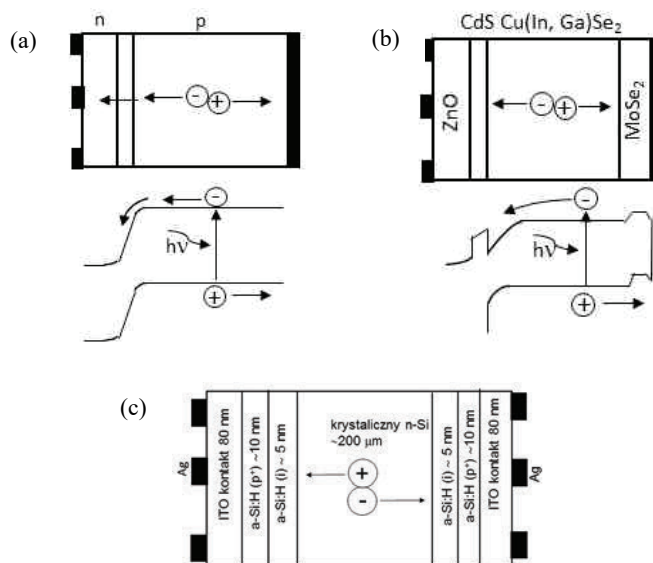 (a)
n p
- +
-
hν
+
(b)
CdS Cu(In, Ga)Se₂
ZnO
- +
MoSe₂
-
hν
+
(c)
Ag
ITO kontakt 80 nm
a-Si:H (p⁺) ~10 nm
a-Si:H (i) ~ 5 nm
krystaliczny n-Si
~200 μm
+
-
a-Si:H (i) ~ 5 nm
a-Si:H (p⁺) ~10 nm
ITO kontakt 80 nm
Ag